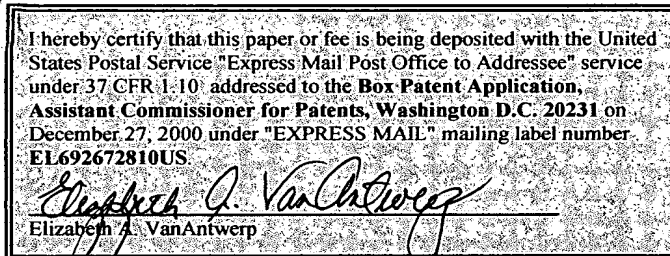 I hereby certify that this paper or fee is being deposited with the United
States Postal Service "Express Mail Post Office to Addressee" service
under 37 CFR 1.10 addressed to the Box Patent Application,
Assistant Commissioner for Patents, Washington D.C. 20231 on
December 27, 2000 under "EXPRESS MAIL" mailing label number
EL692672810US.
Elizabeth A. VanAntwerp
Elizabeth A. VanAntwerp